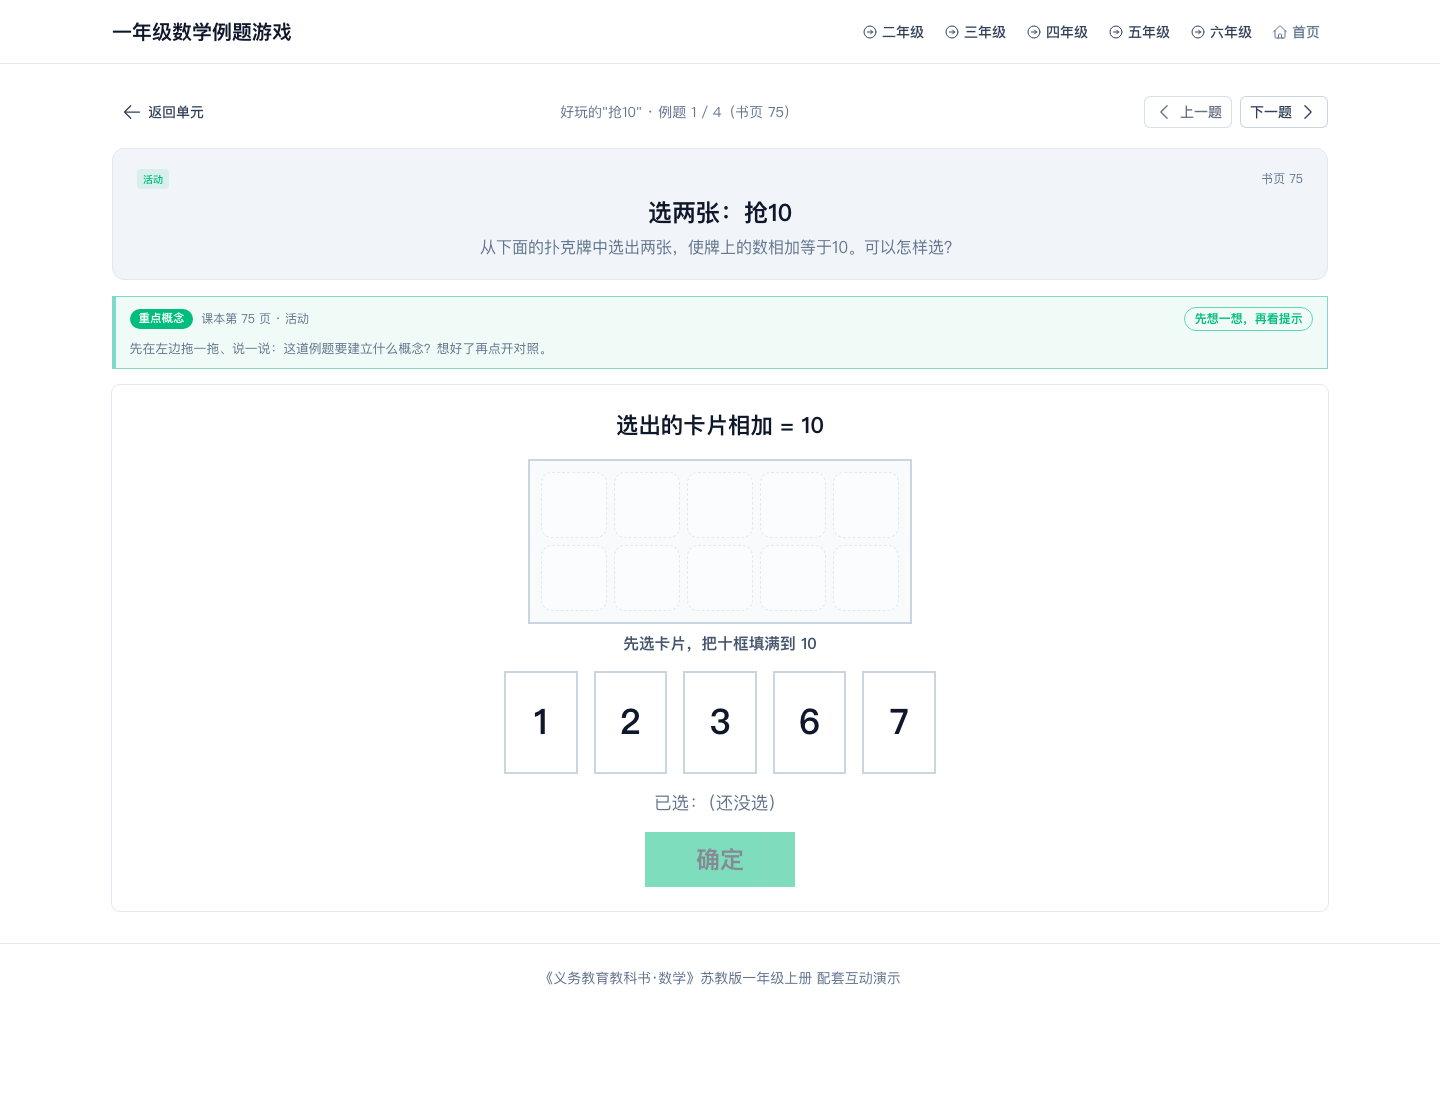 一年级数学例题游戏
二年级 三年级 四年级 五年级 六年级 首页
返回单元
好玩的"抢10" · 例题 1 / 4（书页 75）
上一题 下一题
活动
书页 75
选两张：抢10
从下面的扑克牌中选出两张，使牌上的数相加等于10。可以怎样选？
重点概念 课本第 75 页 · 活动
先想一想，再看提示
先在左边拖一拖、说一说：这道例题要建立什么概念？想好了再点开对照。
选出的卡片相加 = 10
先选卡片，把十框填满到 10
1 2 3 6 7
已选：（还没选）
确定
《义务教育教科书·数学》苏教版一年级上册 配套互动演示